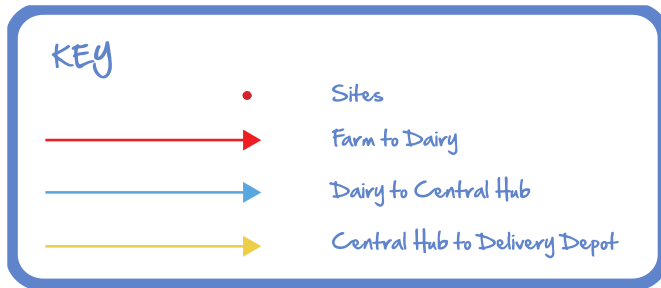 KEY
Sites
Farm to Dairy
Dairy to Central Hub
Central Hub to Delivery Depot